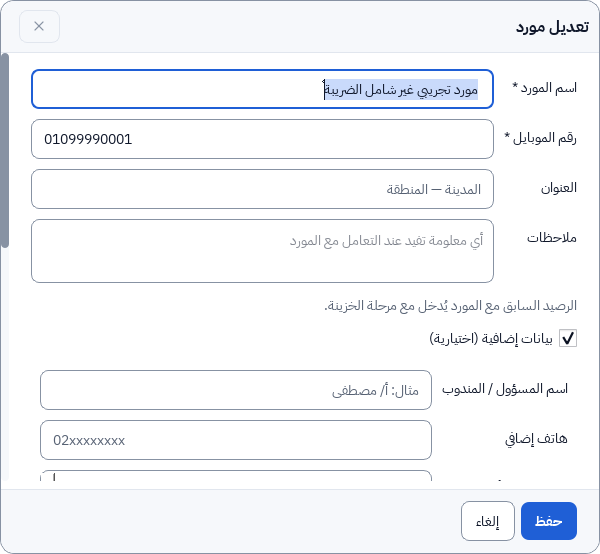 تعديل مورد
اسم المورد *
مورد تجريبي غير شامل الضريبة
رقم الموبايل *
01099990001
العنوان
المدينة — المنطقة
ملاحظات
أي معلومة تفيد عند التعامل مع المورد
الرصيد السابق مع المورد يُدخل مع مرحلة الخزينة.
بيانات إضافية (اختيارية)
اسم المسؤول / المندوب
مثال: أ/ مصطفى
هاتف إضافي
02xxxxxxxx
حفظ
إلغاء